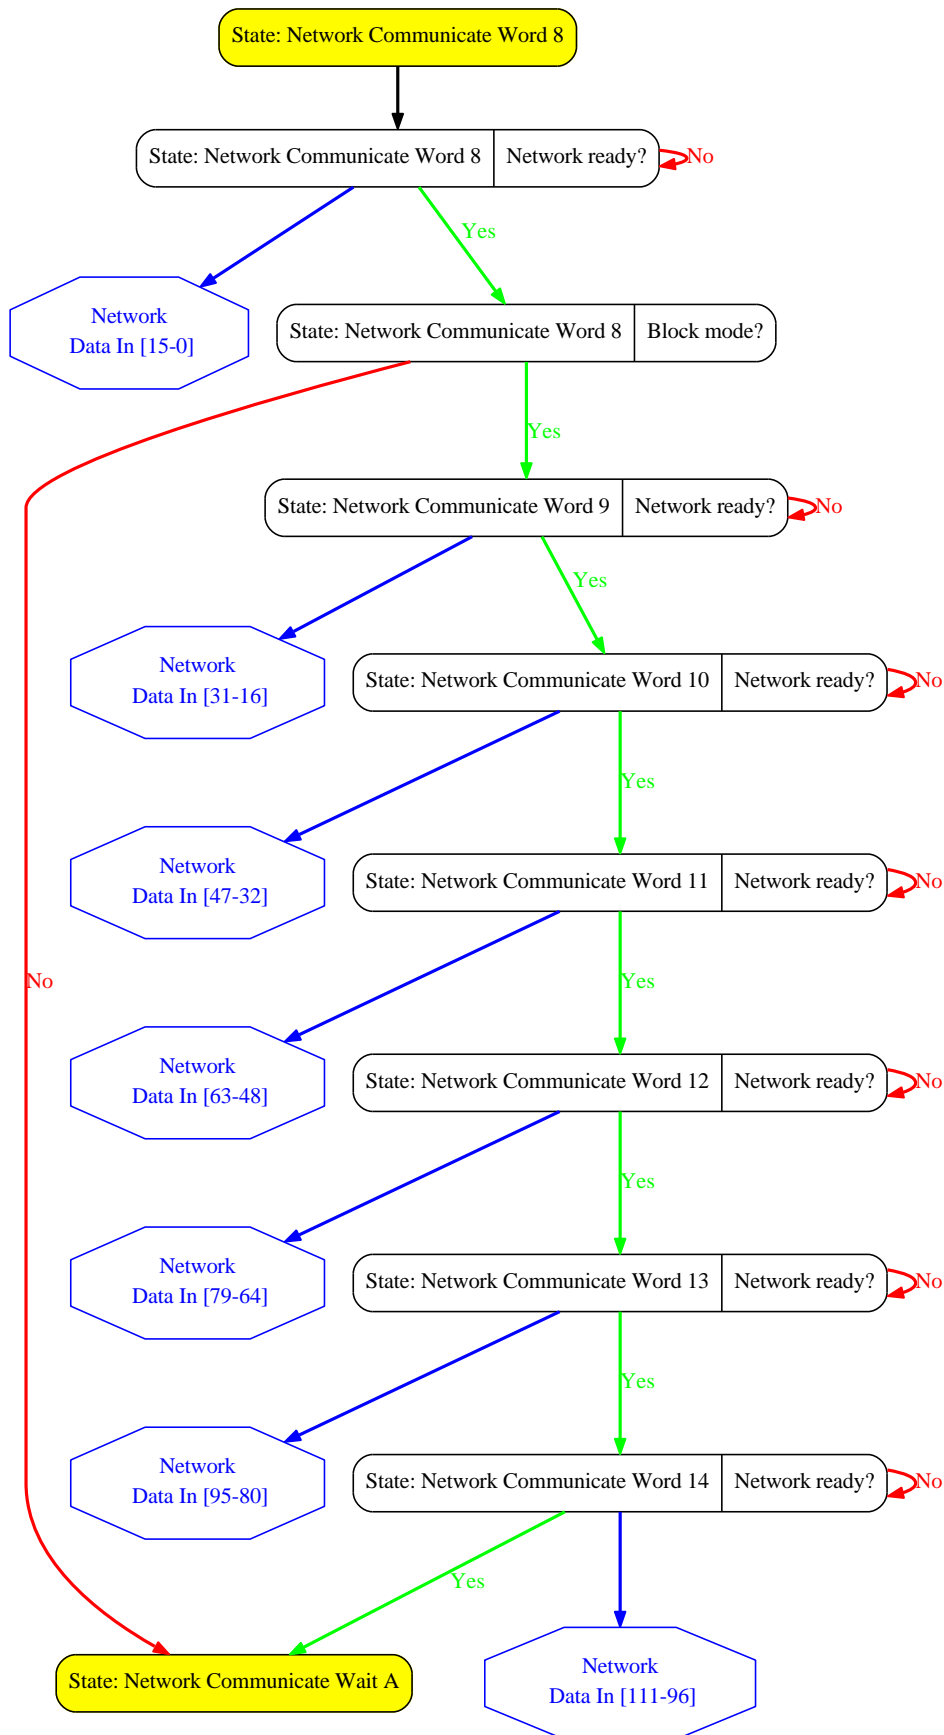 State: Network Communicate Word 8
State: Network Communicate Word 8
Network ready?
No
Yes
Network
Data In [15-0]
State: Network Communicate Word 8
Block mode?
Yes
State: Network Communicate Word 9
Network ready?
No
Yes
Network
Data In [31-16]
State: Network Communicate Word 10
Network ready?
No
Yes
Network
Data In [47-32]
State: Network Communicate Word 11
Network ready?
No
No
Yes
Network
Data In [63-48]
State: Network Communicate Word 12
Network ready?
No
Yes
Network
Data In [79-64]
State: Network Communicate Word 13
Network ready?
No
Yes
Network
Data In [95-80]
State: Network Communicate Word 14
Network ready?
No
Yes
State: Network Communicate Wait A
Network
Data In [111-96]